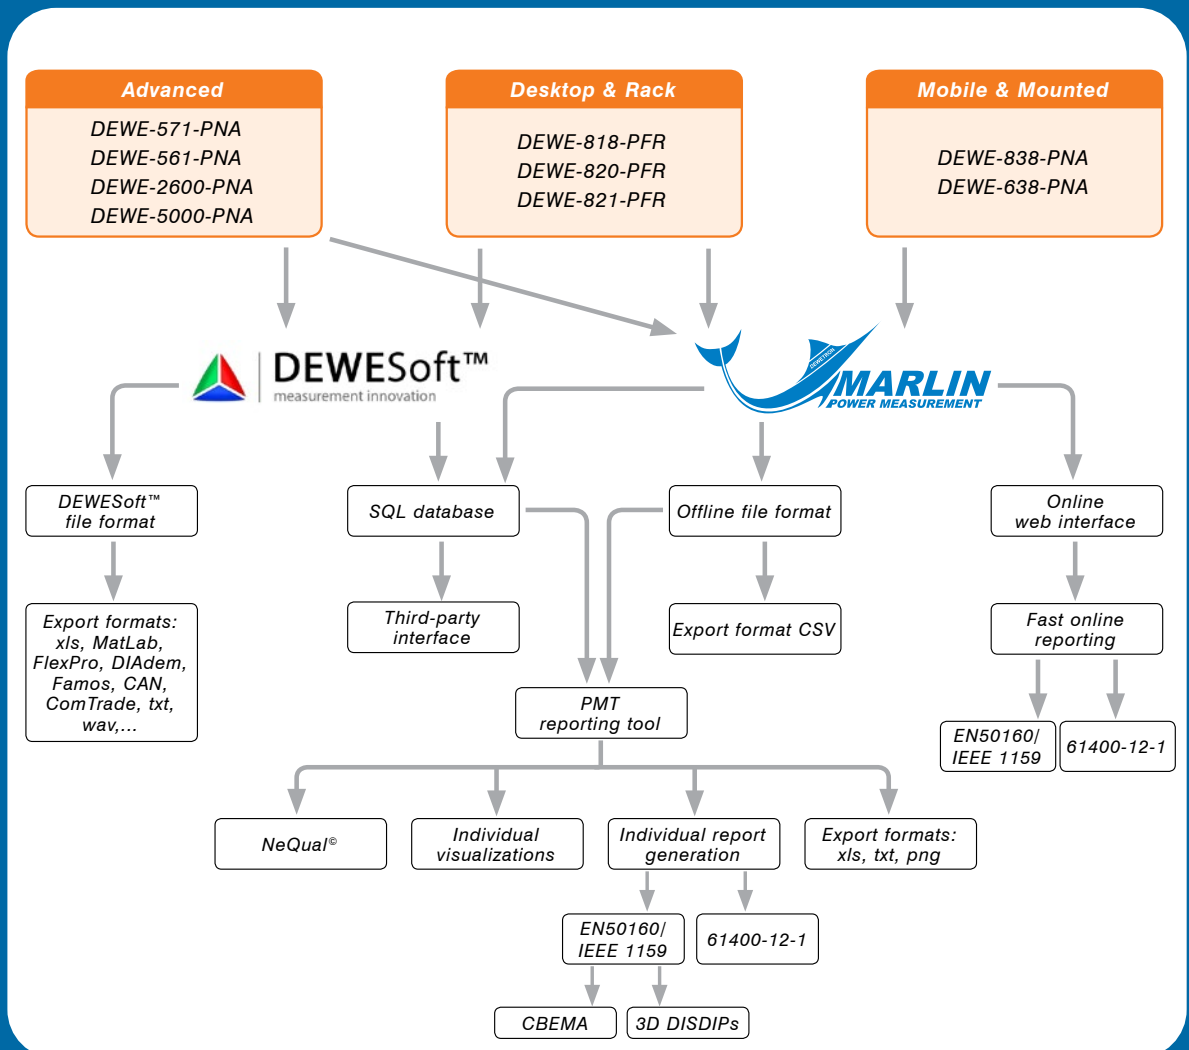 Advanced
DEWE-571-PNA
DEWE-561-PNA
DEWE-2600-PNA
DEWE-5000-PNA
Desktop & Rack
DEWE-818-PFR
DEWE-820-PFR
DEWE-821-PFR
Mobile & Mounted
DEWE-838-PNA
DEWE-638-PNA
DEWESoft™
measurement innovation
DEWETRON
MARLIN
POWER MEASUREMENT
DEWESoft™
file format
SQL database
Offline file format
Online
web interface
Export formats:
xls, MatLab,
FlexPro, DIAdem,
Famos, CAN,
ComTrade, txt,
wav,...
Third-party
interface
Export format CSV
Fast online
reporting
PMT
reporting tool
EN50160/
IEEE 1159
61400-12-1
NeQual©
Individual
visualizations
Individual report
generation
Export formats:
xls, txt, png
EN50160/
IEEE 1159
61400-12-1
CBEMA
3D DISDIPs